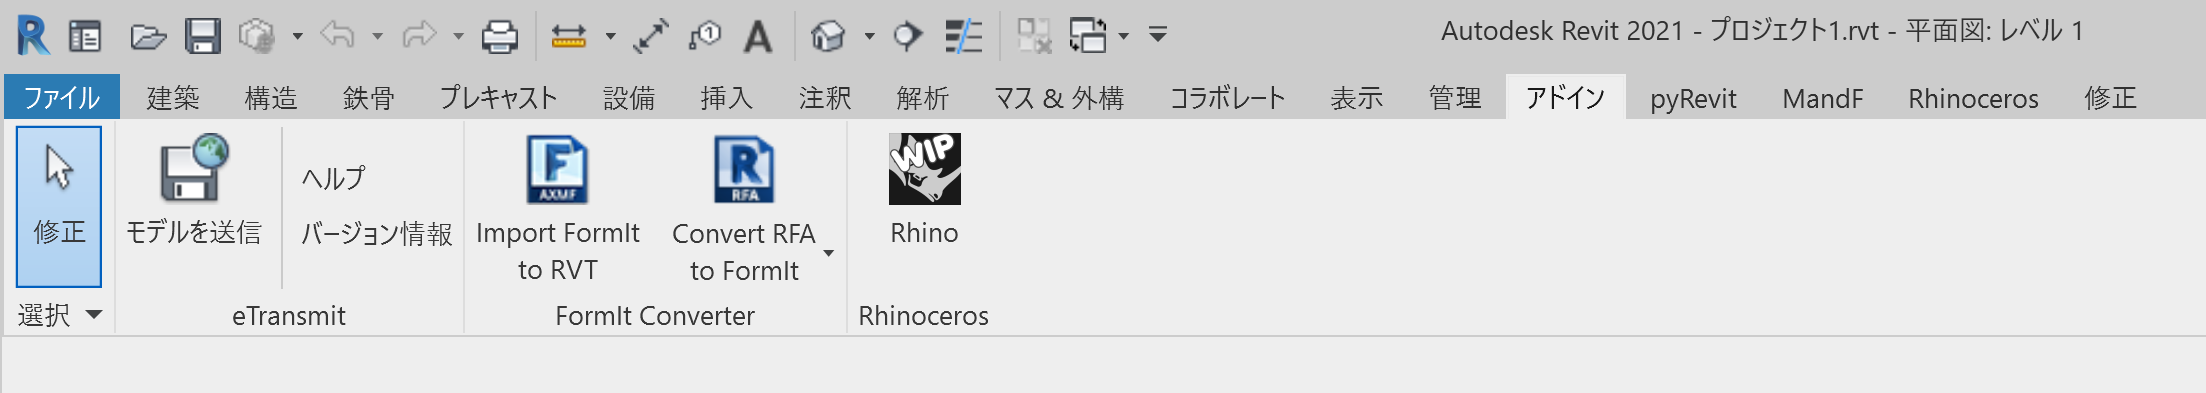 Autodesk Revit 2021 - プロジェクト1.rvt - 平面図: レベル 1
ファイル 建築 構造 鉄骨 プレキャスト 設備 挿入 注釈 解析 マス & 外構 コラボレート 表示 管理 アドイン pyRevit MandF Rhinoceros 修正
修正
モデルを送信
ヘルプ
バージョン情報
AXMF
Import FormIt
to RVT
RFA
Convert RFA
to FormIt
WIP
Rhino
選択 eTransmit FormIt Converter Rhinoceros